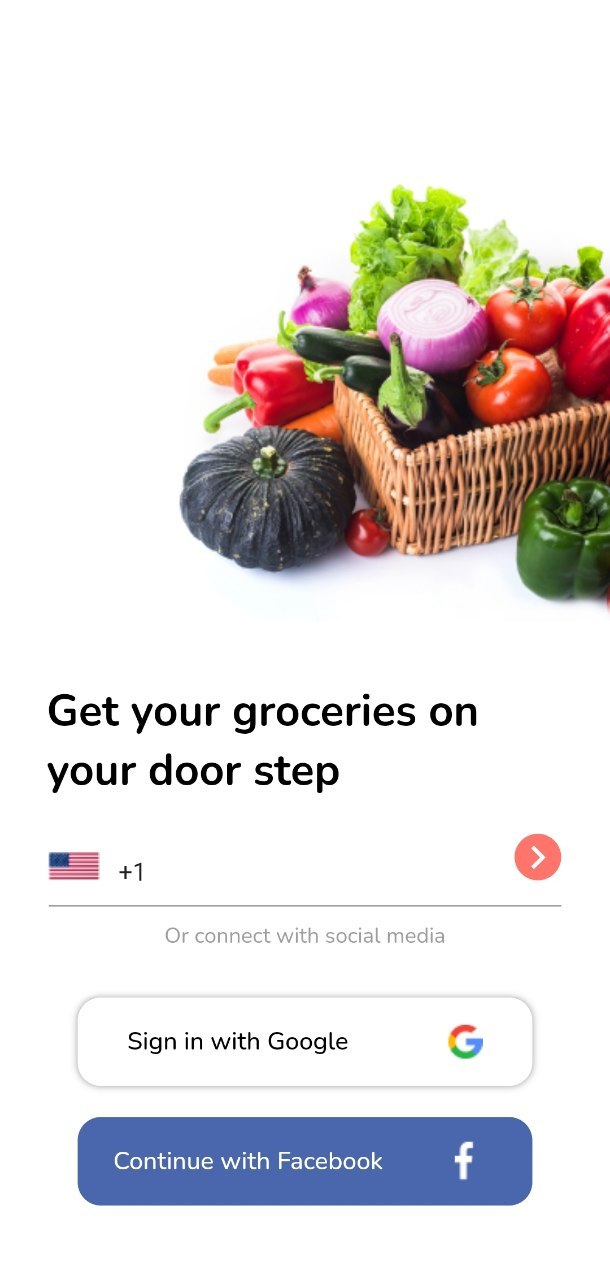 Get your groceries on
your door step
+1
Or connect with social media
Sign in with Google
Continue with Facebook